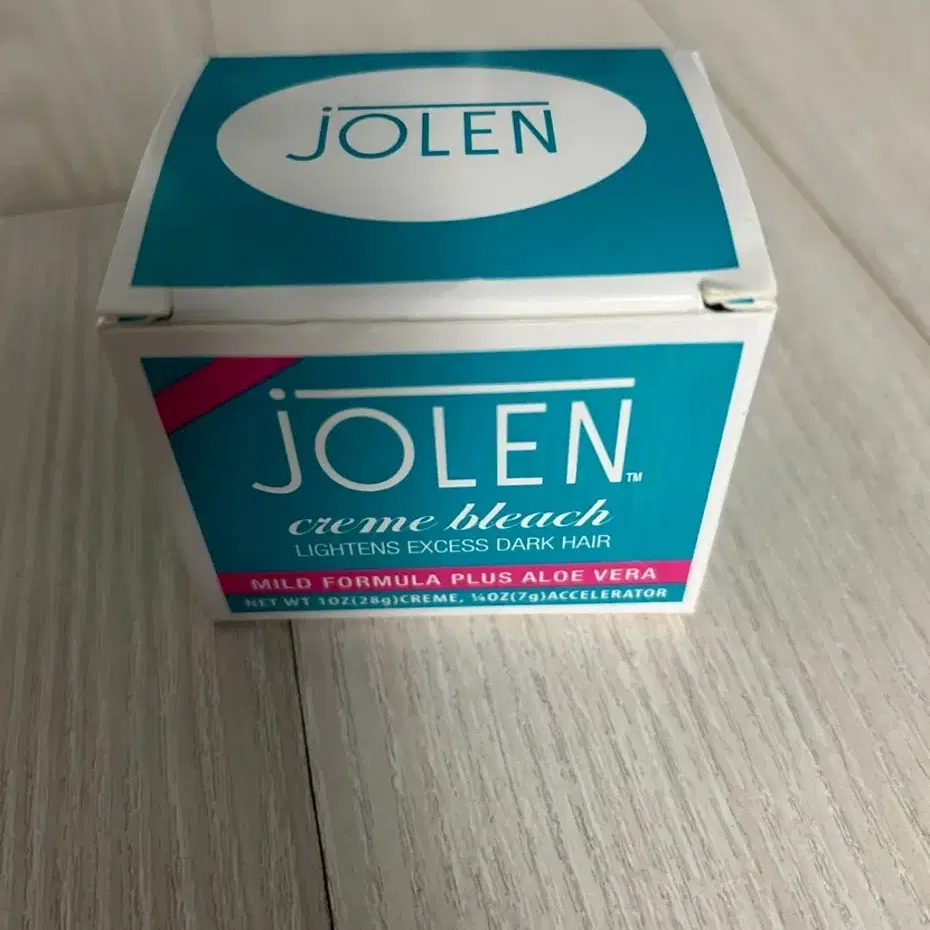 jOLEN
jOLEN™
creme bleach
LIGHTENS EXCESS DARK HAIR
MILD FORMULA PLUS ALOE VERA
NET WT 1OZ(28g)CREME, ¼OZ(7g)ACCELERATOR